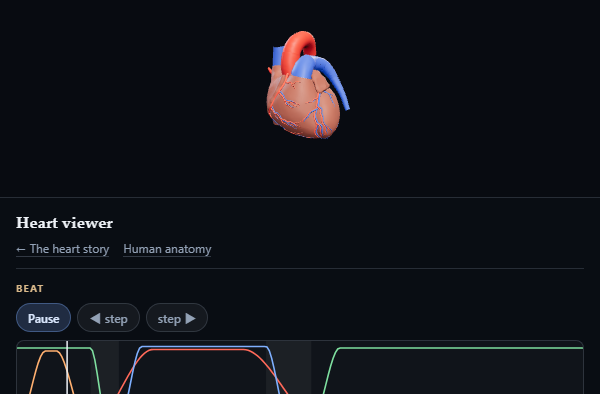 Heart viewer
← The heart story Human anatomy
BEAT
Pause ◀ step step ▶